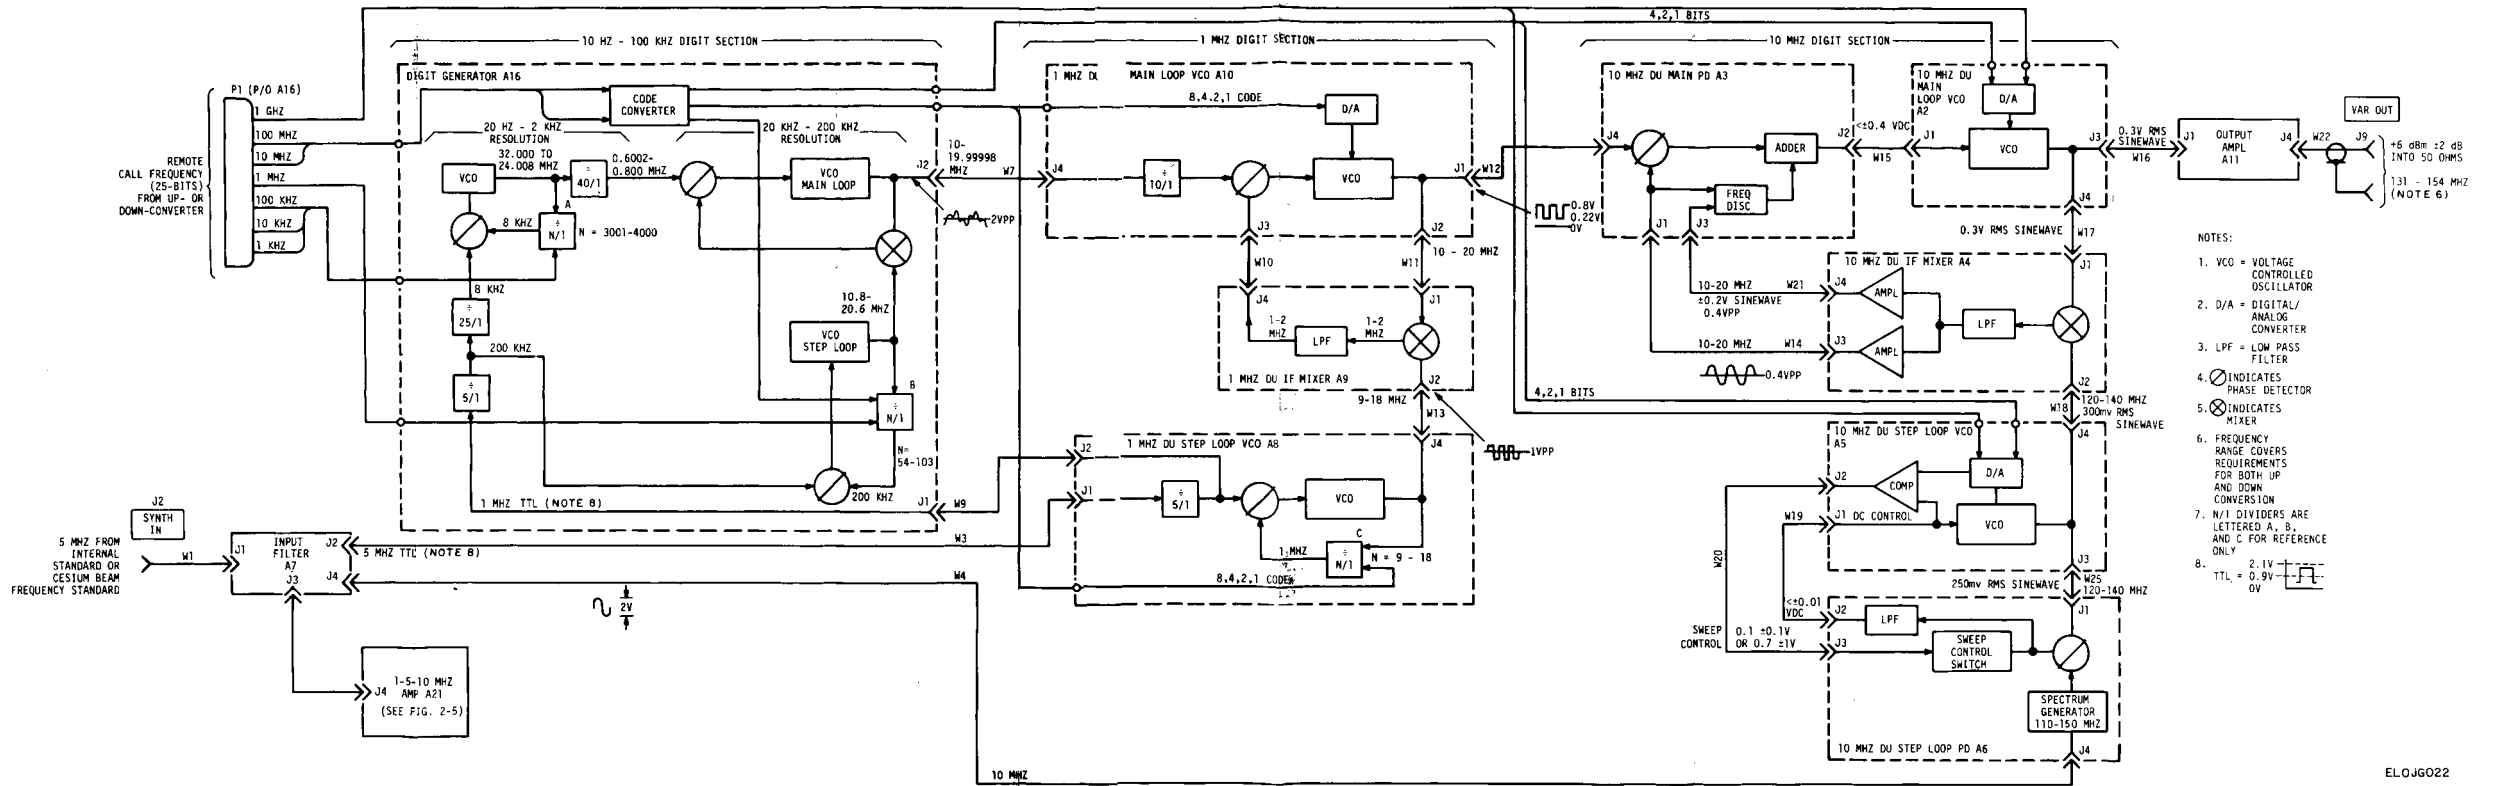 10 HZ - 100 KHZ DIGIT SECTION
1 MHZ DIGIT SECTION
10 MHZ DIGIT SECTION
4,2,1 BITS
P1 (P/O A16)
1 GHZ
100 MHZ
10 MHZ
1 MHZ
100 KHZ
10 KHZ
1 KHZ
REMOTE
CALL FREQUENCY
(25-BITS)
FROM UP- OR
DOWN-CONVERTER
DIGIT GENERATOR A16
CODE
CONVERTER
20 HZ - 2 KHZ
RESOLUTION
20 KHZ - 200 KHZ
RESOLUTION
32.000 TO
24.008 MHZ
VCO
÷
40/1
0.6002-
0.800 MHZ
VCO
MAIN LOOP
J2
10-
19.99998
MHZ
W7
2VPP
A
8 KHZ
÷
N/1
N = 3001-4000
8 KHZ
÷
25/1
200 KHZ
÷
5/1
10.8-
20.6 MHZ
VCO
STEP LOOP
B
÷
N/1
N=
54-103
200 KHZ
1 MHZ TTL (NOTE 8)
J1
W9
J2
SYNTH
IN
5 MHZ FROM
INTERNAL
STANDARD OR
CESIUM BEAM
FREQUENCY STANDARD
W1
J1
INPUT
FILTER
A7
J3
J2
J4
5 MHZ TTL (NOTE 8)
W3
W4
2V
J4
1-5-10 MHZ
AMP A21
(SEE FIG. 2-5)
10 MHZ
1 MHZ DU
MAIN LOOP VCO A10
8,4,2,1 CODE
D/A
J4
÷
10/1
VCO
J1
W12
J3
J2
10 - 20 MHZ
0.8V
0.22V
0V
W10
W11
J4
J1
1-2
MHZ
LPF
1-2
MHZ
1 MHZ DU IF MIXER A9
J2
9-18 MHZ
W13
1VPP
1 MHZ DU STEP LOOP VCO A8
J4
J2
J1
÷
5/1
VCO
C
1 MHZ
÷
N/1
N = 9 - 18
8,4,2,1 CODE
10 MHZ DU MAIN PD A3
J4
ADDER
J2
<±0.4 VDC
W15
FREQ
DISC
J1
J3
10 MHZ DU
MAIN
LOOP VCO
A2
D/A
J1
VCO
J3
J4
0.3V RMS
SINEWAVE
W16
J1
OUTPUT
AMPL
A11
J4
W22
J9
VAR OUT
+6 dBm ±2 dB
INTO 50 OHMS
131 - 154 MHZ
(NOTE 6)
0.3V RMS SINEWAVE
W17
10 MHZ DU IF MIXER A4
J1
10-20 MHZ
W21
J4
AMPL
±0.2V SINEWAVE
0.4VPP
LPF
10-20 MHZ
W14
J3
AMPL
0.4VPP
J2
4,2,1 BITS
W18
120-140 MHZ
300mv RMS
SINEWAVE
10 MHZ DU STEP LOOP VCO
A5
J4
J2
COMP
D/A
W19
J1
DC CONTROL
VCO
W20
J3
250mv RMS SINEWAVE
W25
120-140 MHZ
<±0.01
VDC
J2
LPF
J1
SWEEP
CONTROL
0.1 ±0.1V
OR 0.7 ±1V
J3
SWEEP
CONTROL
SWITCH
SPECTRUM
GENERATOR
110-150 MHZ
10 MHZ DU STEP LOOP PD A6
J4
NOTES:
1. VCO = VOLTAGE
CONTROLLED
OSCILLATOR
2. D/A = DIGITAL/
ANALOG
CONVERTER
3. LPF = LOW PASS
FILTER
4. INDICATES
PHASE DETECTOR
5. INDICATES
MIXER
6. FREQUENCY
RANGE COVERS
REQUIREMENTS
FOR BOTH UP
AND DOWN
CONVERSION
7. N/1 DIVIDERS ARE
LETTERED A, B,
AND C FOR REFERENCE
ONLY
8. TTL = 2.1V
0.9V
0V
ELOJGO22